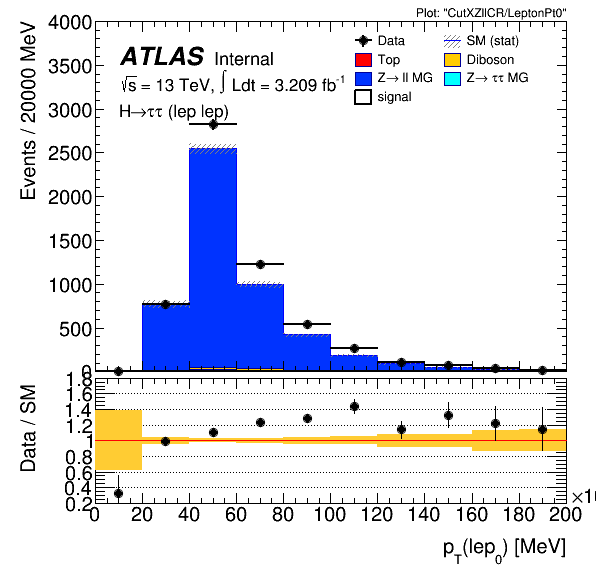 Plot: "CutXZllCR/LeptonPt0"
Events / 20000 MeV
4000
3500
3000
2500
2000
1500
1000
500
0
ATLAS Internal
√s = 13 TeV, ∫ Ldt = 3.209 fb⁻¹
H→ττ (lep lep)
Data
SM (stat)
Top
Diboson
Z→ ll MG
Z→ ττ MG
signal
Data / SM
1.8
1.6
1.4
1.2
1
0.8
0.6
0.4
0.2
0 20 40 60 80 100 120 140 160 180 200
p_T(lep_0) [MeV]